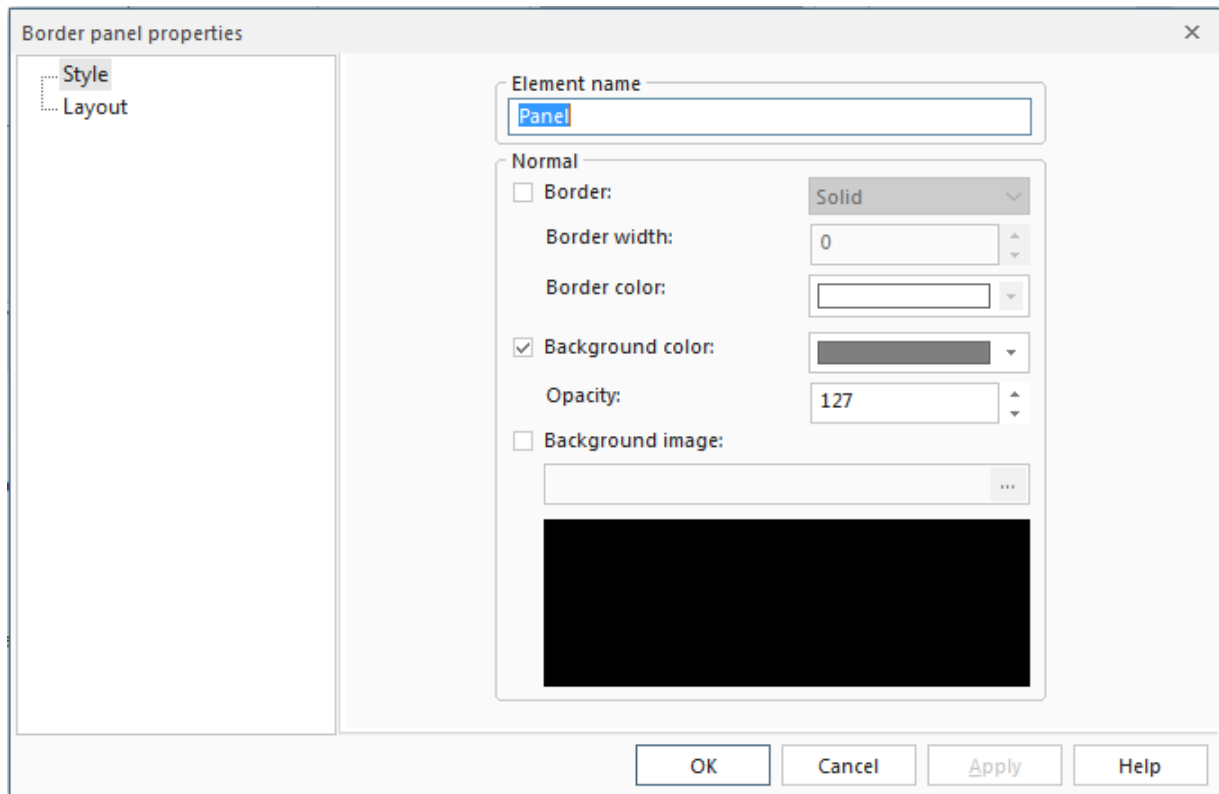 Border panel properties
Style
Layout
Element name
Panel
Normal
Border:
Solid
Border width:
0
Border color:
Background color:
Opacity:
127
Background image:
...
OK
Cancel
Apply
Help